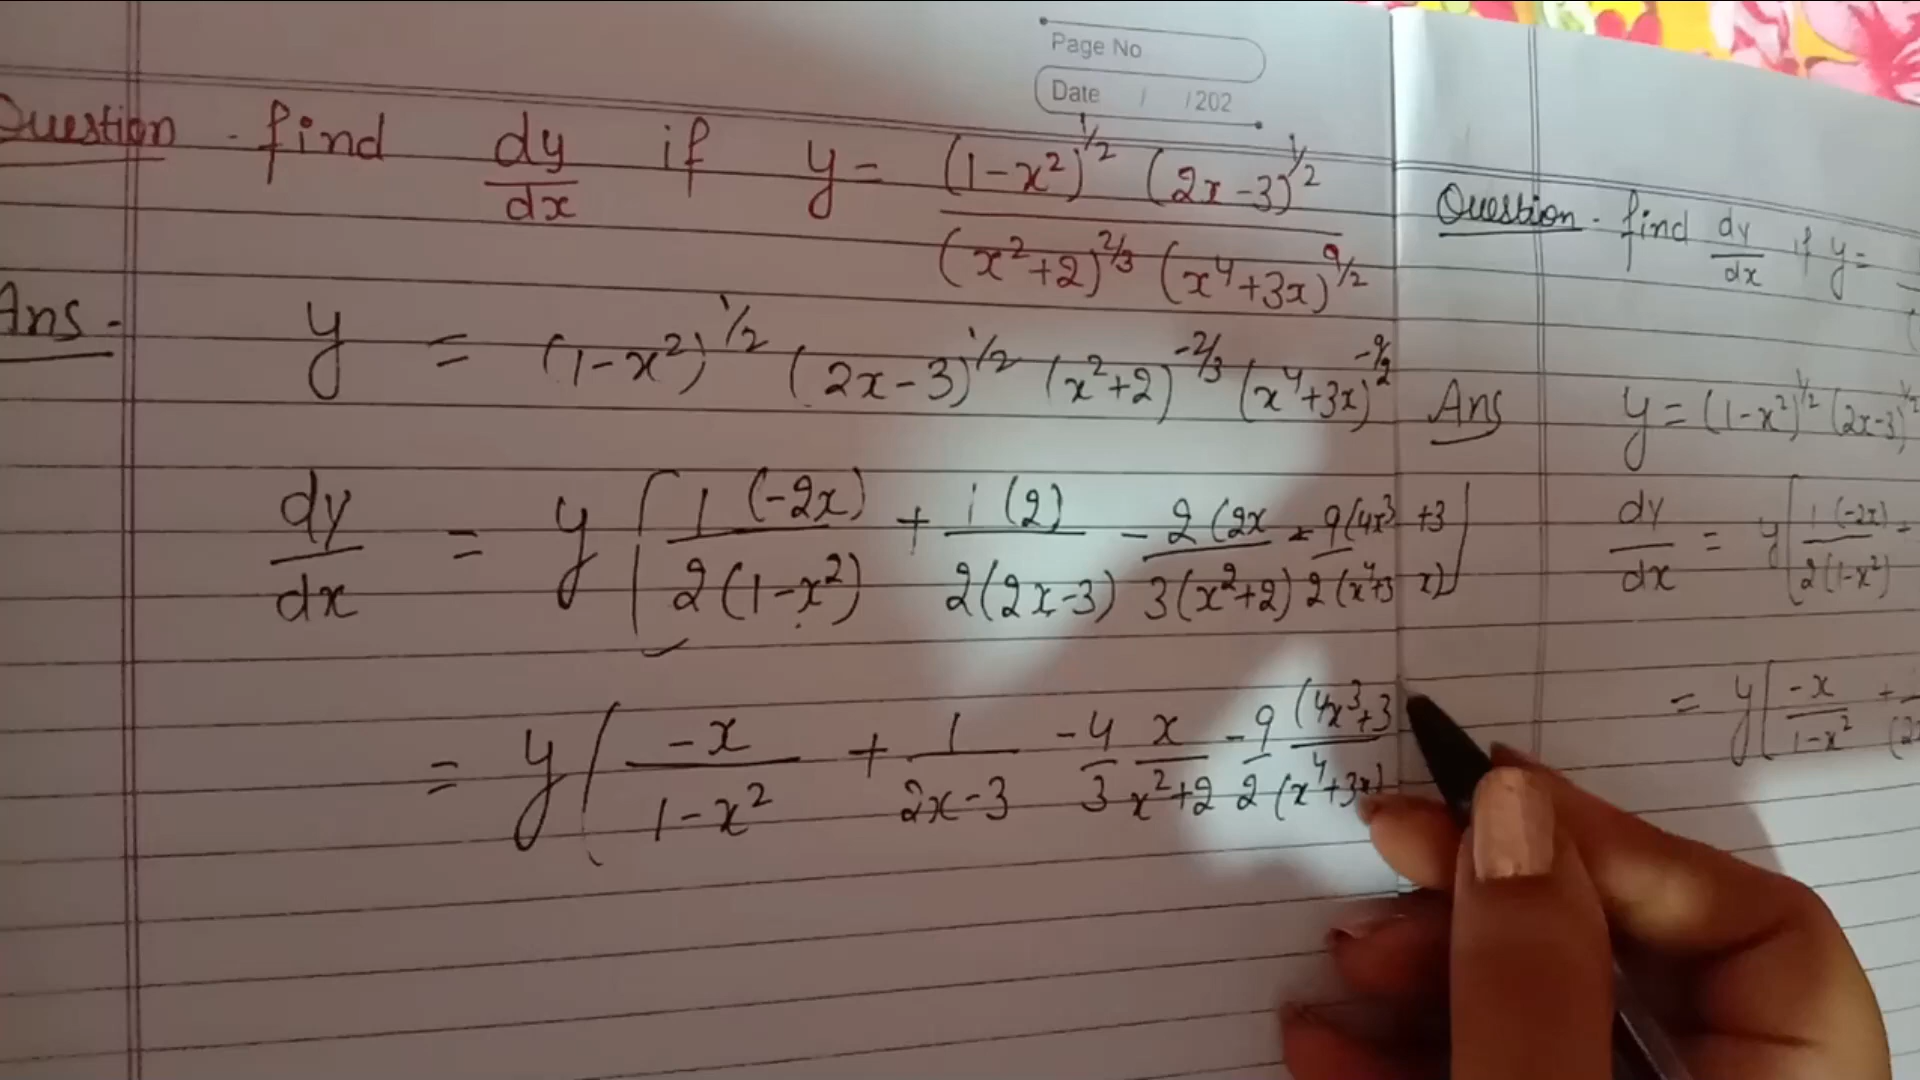 Page No
Date / /202
Question - find dy/dx if y = (1-x²)^1/2 (2x-3)^1/2 / (x²+2)^2/3 (x⁴+3x)^9/2
Ans - y = (1-x²)^1/2 (2x-3)^1/2 (x²+2)^-2/3 (x⁴+3x)^-9/2
dy/dx = y [ 1(-2x)/2(1-x²) + 1(2)/2(2x-3) - 2(2x/3(x²+2) - 9(4x³+3/2(x⁴+3x) ]
= y ( -x/1-x² + 1/2x-3 - 4/3 x/x²+2 - 9/2 (4x³+3/(x⁴+3x)
Question - find dy/dx if y =
Ans y = (1-x²)^1/2 (2x-3)^1/2
dy/dx = y [ 1(-2x)/2(1-x²)
= y [ -x/1-x² +